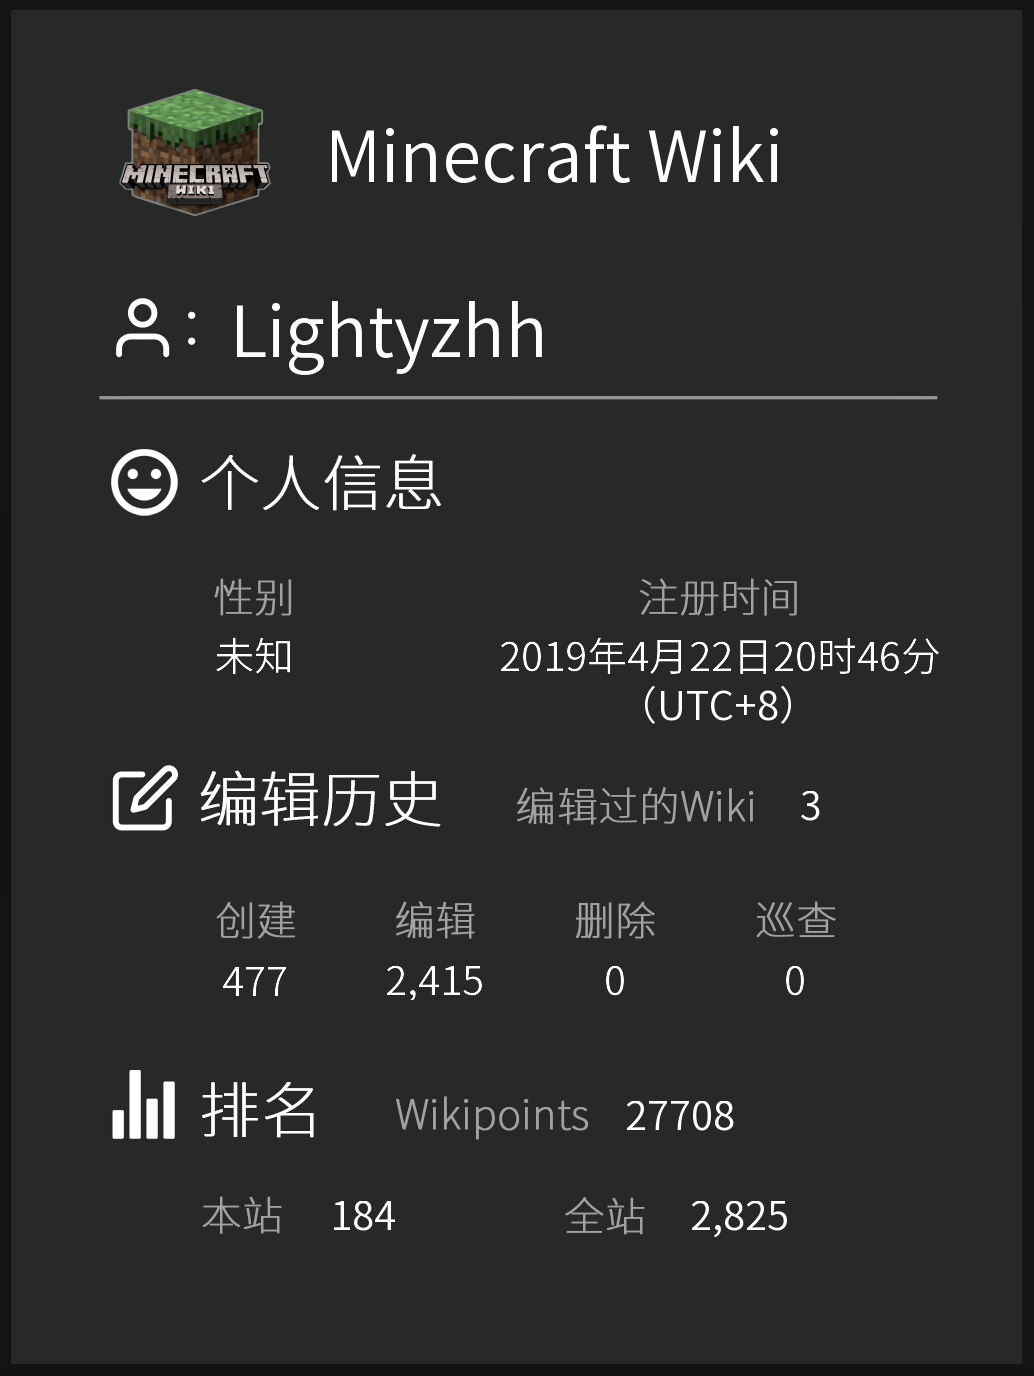 MINECRAFT
WIKI
Minecraft Wiki
: Lightyzhh
个人信息
性别 注册时间
未知 2019年4月22日20时46分
（UTC+8）
编辑历史 编辑过的Wiki 3
创建 编辑 删除 巡查
477 2,415 0 0
排名 Wikipoints 27708
本站 184 全站 2,825